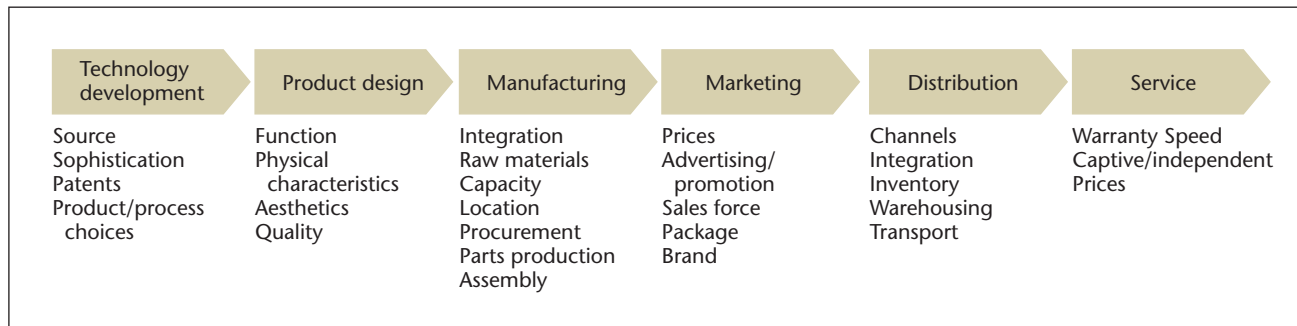 Technology
development
Source
Sophistication
Patents
Product/process
choices
Product design
Function
Physical
characteristics
Aesthetics
Quality
Manufacturing
Integration
Raw materials
Capacity
Location
Procurement
Parts production
Assembly
Marketing
Prices
Advertising/
promotion
Sales force
Package
Brand
Distribution
Channels
Integration
Inventory
Warehousing
Transport
Service
Warranty Speed
Captive/independent
Prices